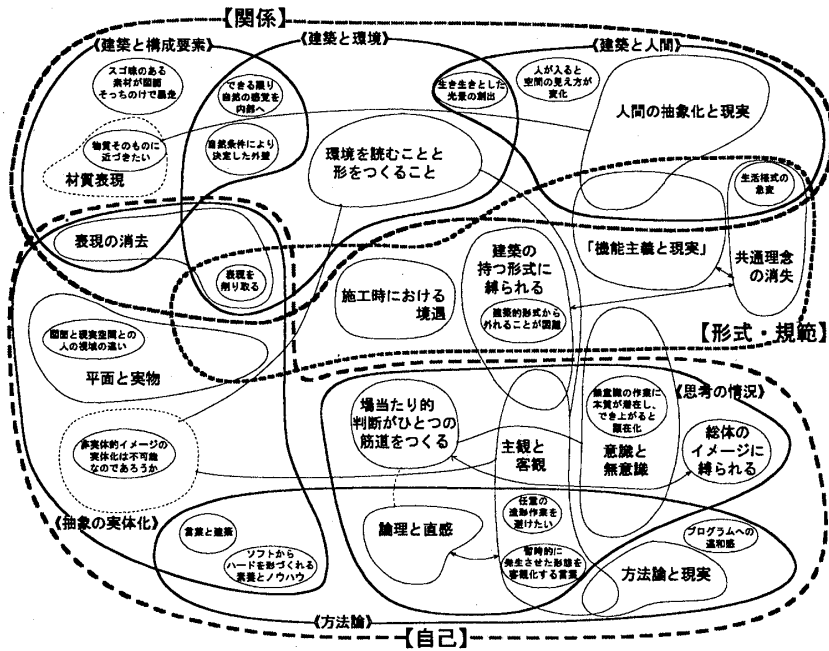 【関係】
《建築と構成要素》
《建築と環境》
《建築と人間》
スゴ味のある
素材が図面
そっちのけで暴走
できる限り
自然の感覚を
内部へ
生き生きとした
光景の創出
人が入ると
空間の見え方が
変化
人間の抽象化と現実
物質そのものに
近づきたい
材質表現
自然条件により
決定した外壁
環境を読むことと
形をつくること
生活様式の
急変
表現の消去
表現を
削り取る
建築の
持つ形式に
縛られる
「機能主義と現実」
共通理念
の消失
施工時における
境遇
建築的形式から
外れることが困難
【形式・規範】
図面と現実空間との
人の視域の違い
平面と実物
場当たり的
判断がひとつの
筋道をつくる
無意識の作業に
本質が潜在し、
でき上がると
顕在化
《思考の情況》
非実体的イメージの
実体化は不可能
なのであろうか
主観と
客観
意識と
無意識
総体の
イメージに
縛られる
《抽象の実体化》
言葉と建築
ソフトから
ハードを形づくれる
素養とノウハウ
論理と直感
任意の
造形作業を
避けたい
暫時的に
発生させた形態を
客観化する言葉
プログラムへの
違和感
方法論と現実
《方法論》
【自己】